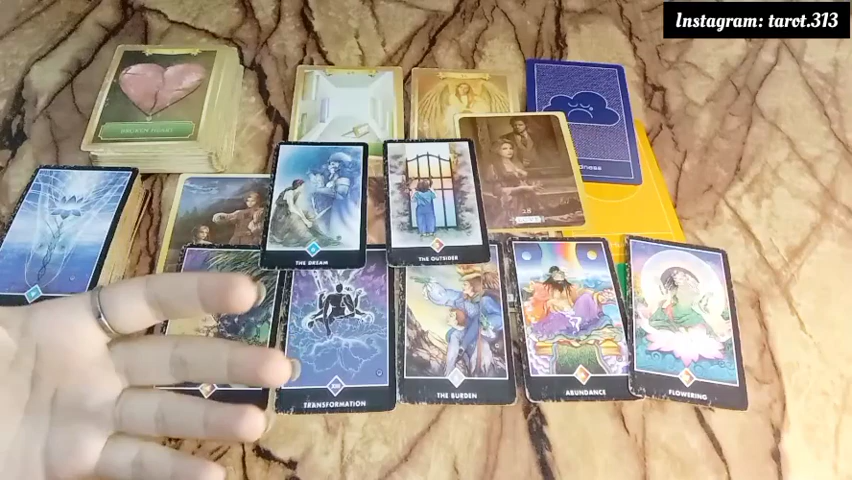 Instagram: tarot.313
BROKEN HEART
THE DREAM
THE OUTSIDER
TRANSFORMATION
THE BURDEN
ABUNDANCE
FLOWERING